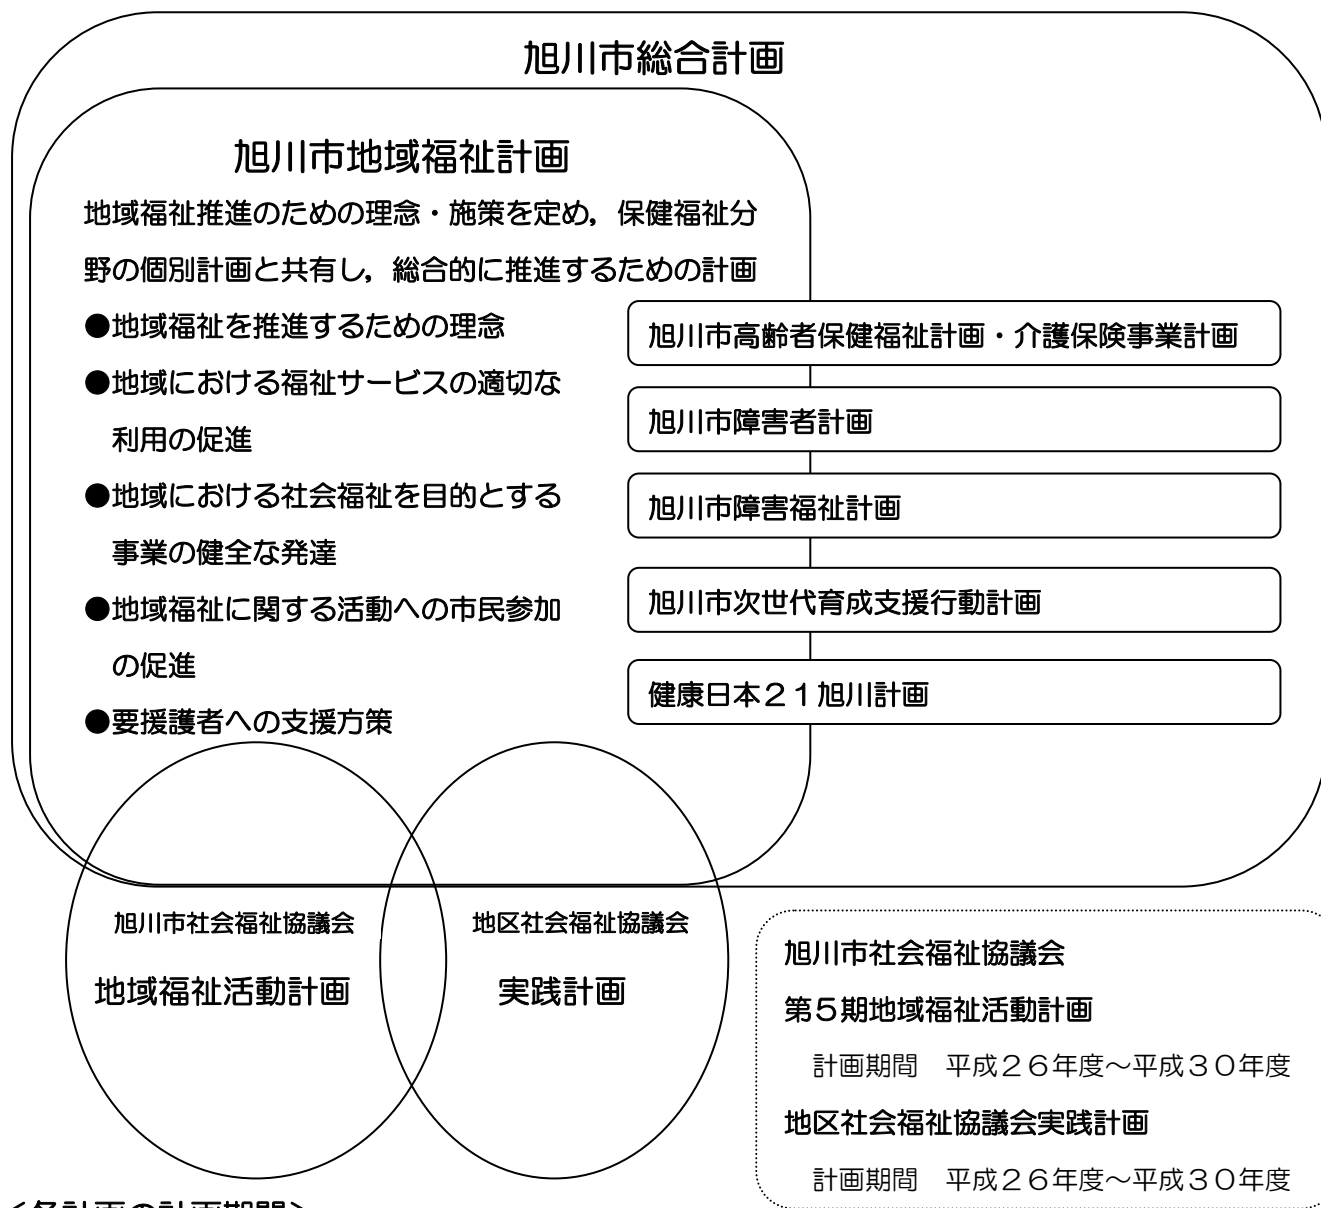 旭川市総合計画
旭川市地域福祉計画
地域福祉推進のための理念・施策を定め，保健福祉分
野の個別計画と共有し，総合的に推進するための計画
●地域福祉を推進するための理念
●地域における福祉サービスの適切な
利用の促進
●地域における社会福祉を目的とする
事業の健全な発達
●地域福祉に関する活動への市民参加
の促進
●要援護者への支援方策
旭川市高齢者保健福祉計画・介護保険事業計画
旭川市障害者計画
旭川市障害福祉計画
旭川市次世代育成支援行動計画
健康日本２１旭川計画
旭川市社会福祉協議会
地域福祉活動計画
地区社会福祉協議会
実践計画
旭川市社会福祉協議会
第５期地域福祉活動計画
計画期間　平成２６年度～平成３０年度
地区社会福祉協議会実践計画
計画期間　平成２６年度～平成３０年度
＜各計画の計画期間＞